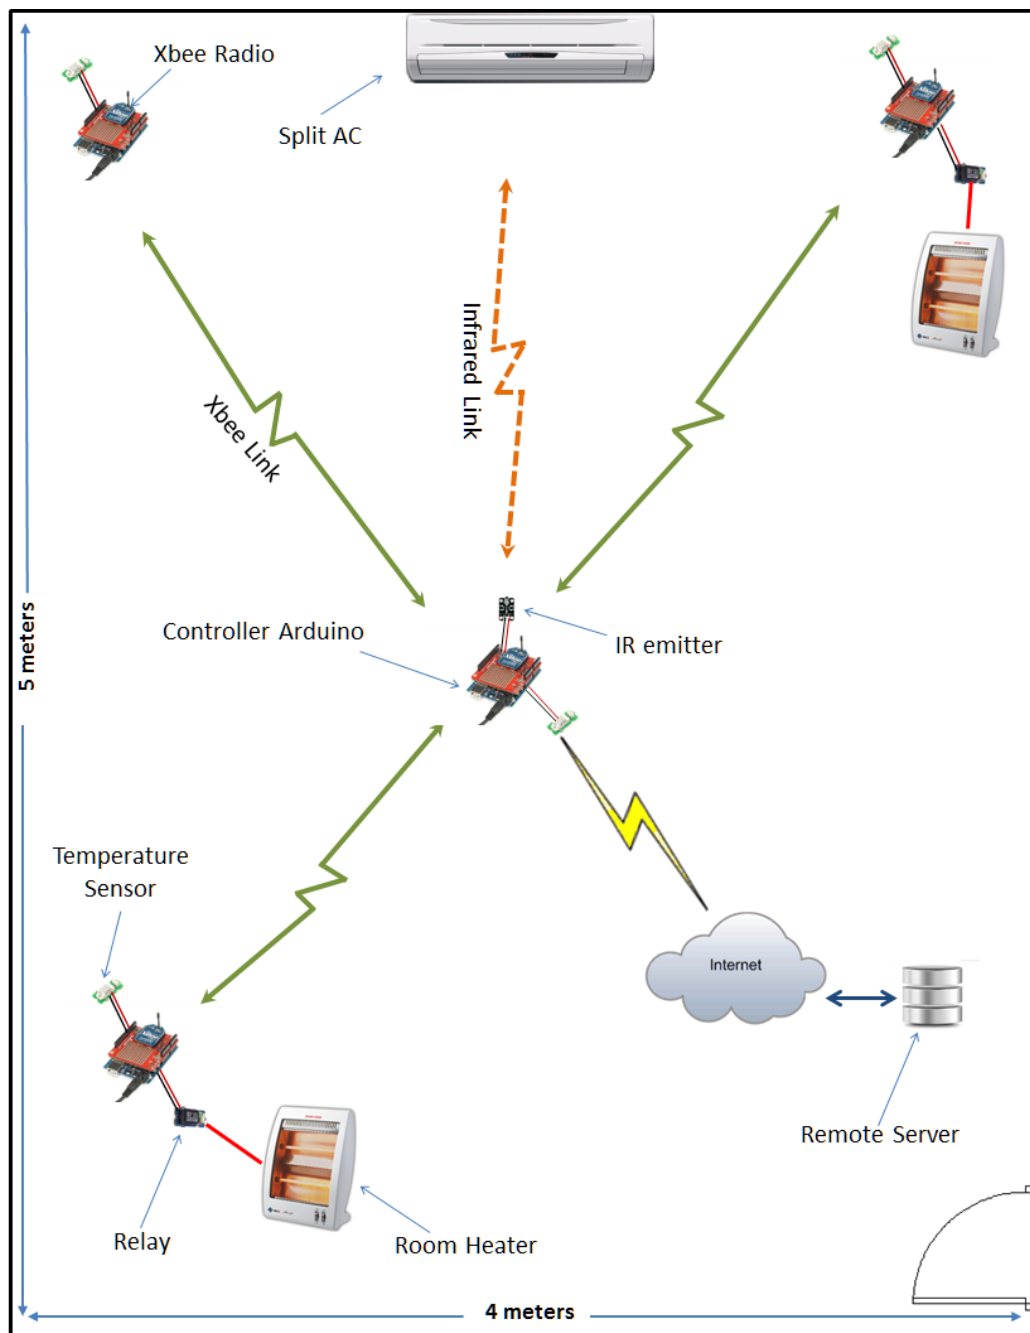 Xbee Radio
Split AC
Infrared Link
Xbee Link
Controller Arduino
IR emitter
5 meters
Temperature
Sensor
Internet
Remote Server
Relay
Room Heater
4 meters